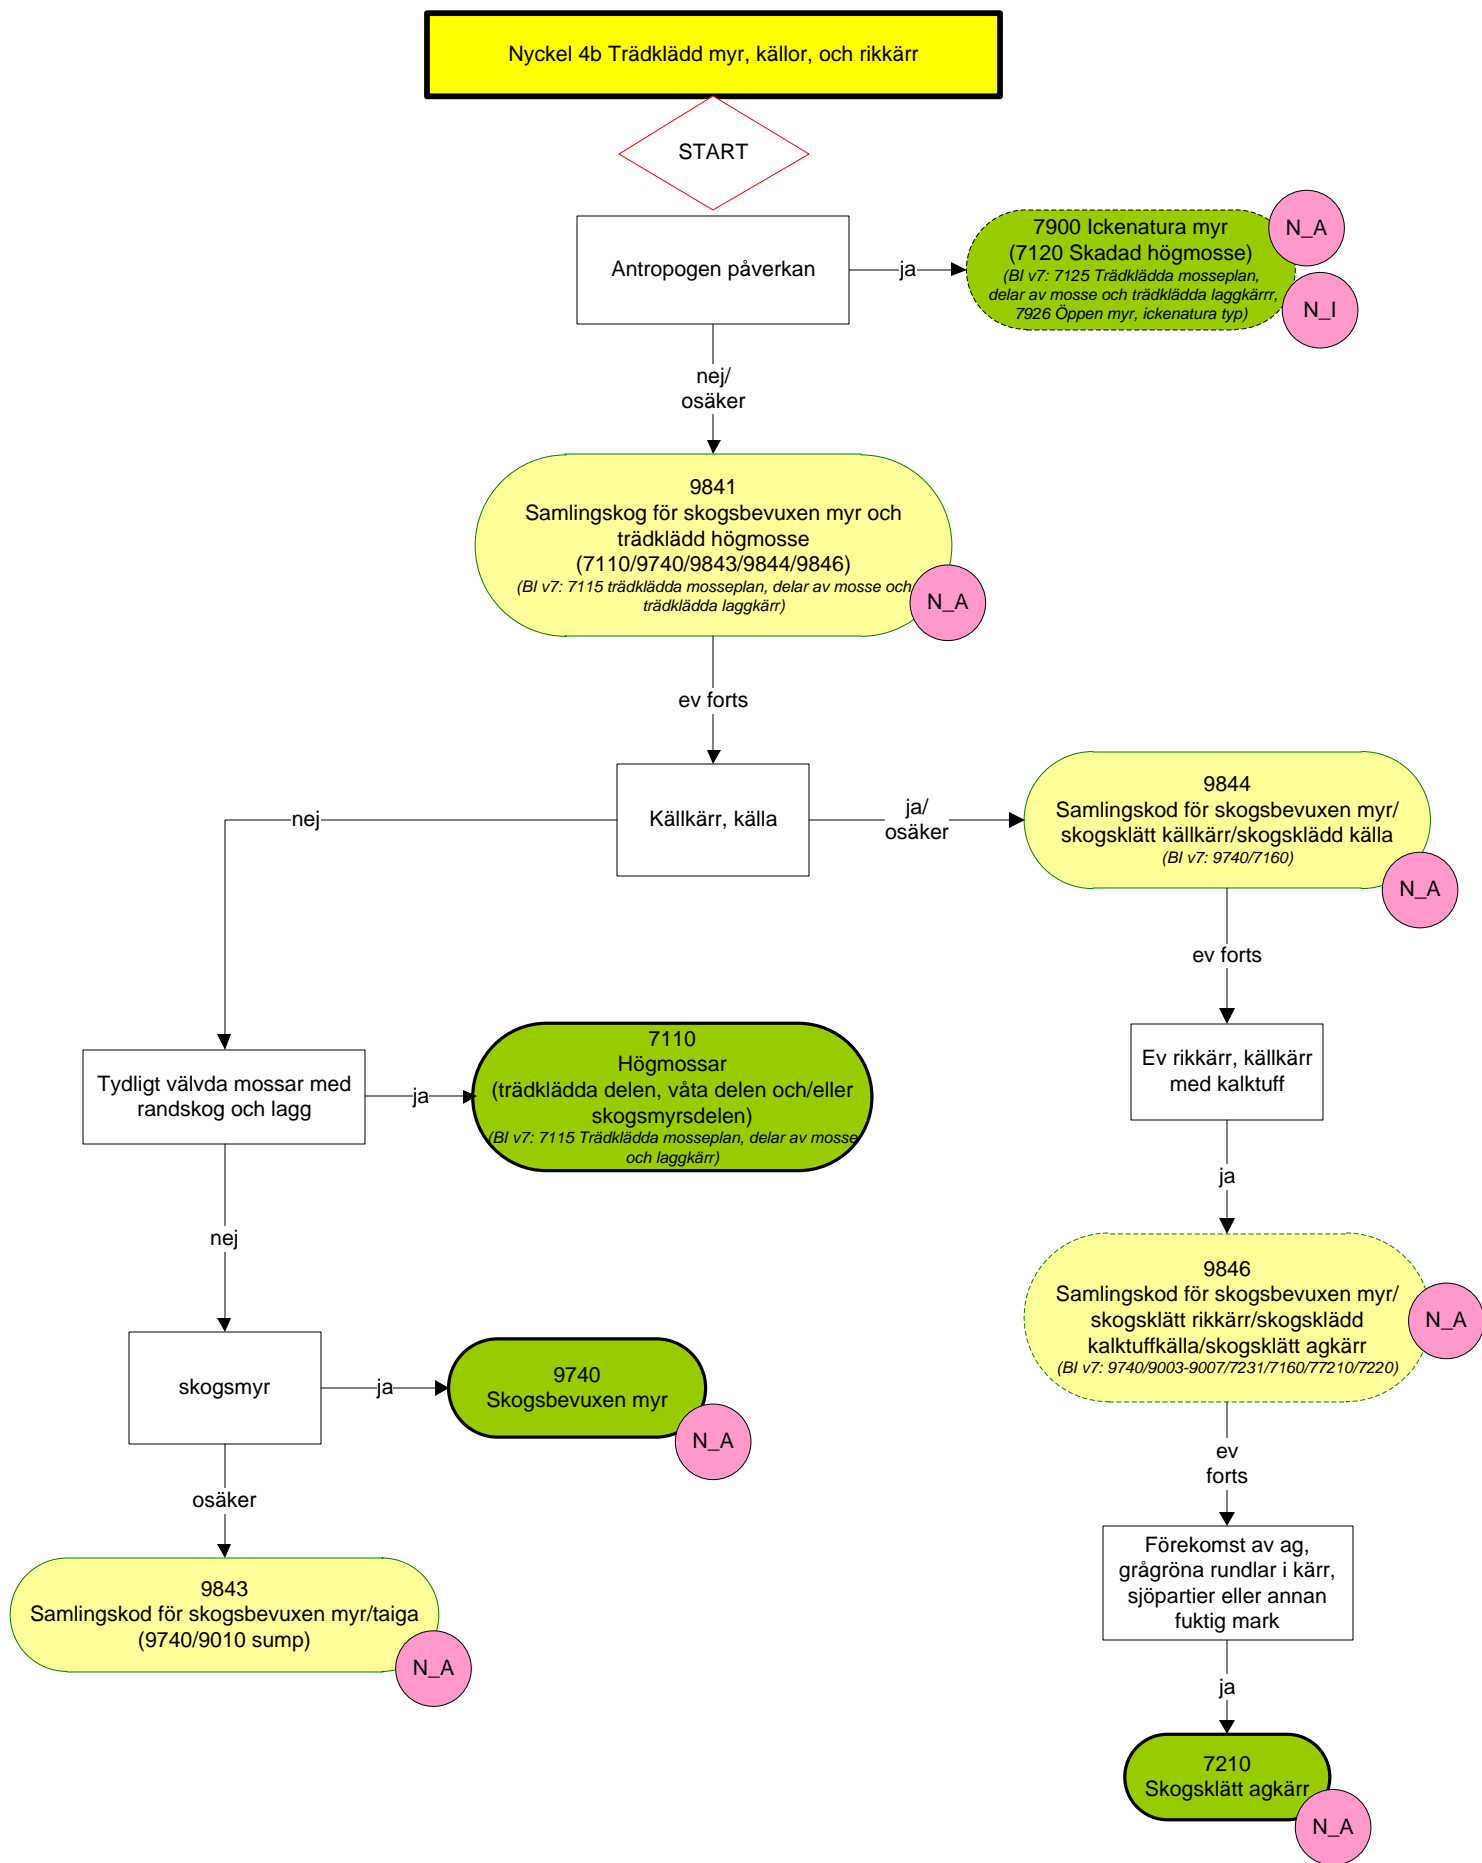 Nyckel 4b Trädklädd myr, källor, och rikkärr
START
Antropogen påverkan
ja
7900 Ickenatura myr
(7120 Skadad högmosse)
(BI v7: 7125 Trädklädda mosseplan,
delar av mosse och trädklädda laggkärrr,
7926 Öppen myr, ickenatura typ)
N_A
N_I
nej/
osäker
9841
Samlingskog för skogsbevuxen myr och
trädklädd högmosse
(7110/9740/9843/9844/9846)
(BI v7: 7115 trädklädda mosseplan, delar av mosse och
trädklädda laggkärr)
N_A
ev forts
Källkärr, källa
nej
ja/
osäker
9844
Samlingskod för skogsbevuxen myr/
skogsklätt källkärr/skogsklädd källa
(BI v7: 9740/7160)
N_A
ev forts
Ev rikkärr, källkärr
med kalktuff
ja
Tydligt välvda mossar med
randskog och lagg
ja
7110
Högmossar
(trädklädda delen, våta delen och/eller
skogsmyrsdelen)
(BI v7: 7115 Trädklädda mosseplan, delar av mosse
och laggkärr)
nej
9846
Samlingskod för skogsbevuxen myr/
skogsklätt rikkärr/skogsklädd
kalktuffkälla/skogsklätt agkärr
(BI v7: 9740/9003-9007/7231/7160/77210/7220)
N_A
skogsmyr
ja
9740
Skogsbevuxen myr
N_A
osäker
9843
Samlingskod för skogsbevuxen myr/taiga
(9740/9010 sump)
N_A
ev
forts
Förekomst av ag,
grågröna rundlar i kärr,
sjöpartier eller annan
fuktig mark
ja
7210
Skogsklätt agkärr
N_A